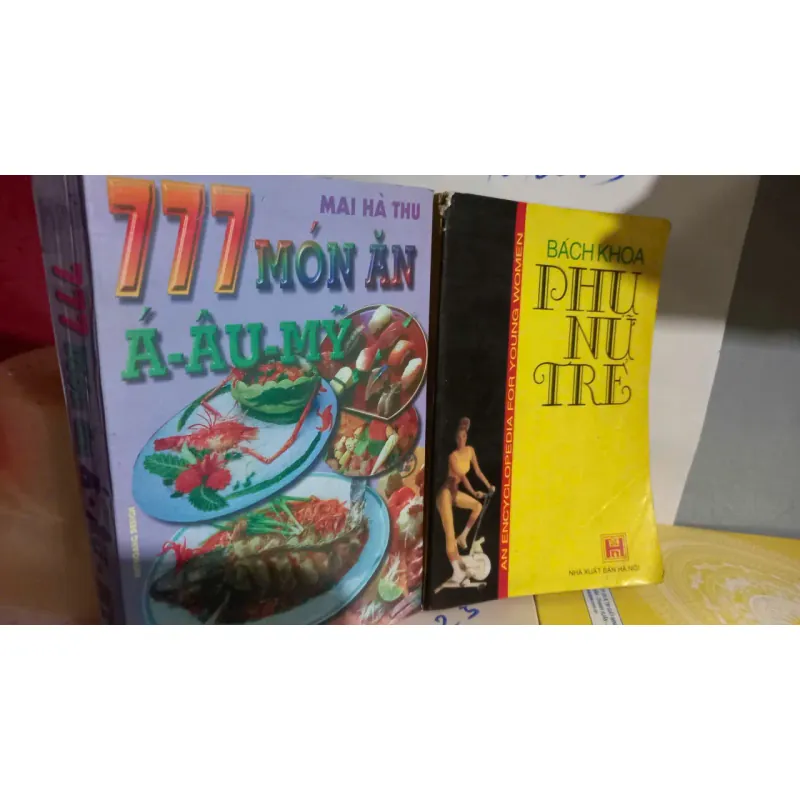 MAI HÀ THU
777 MÓN ĂN
Á-ÂU-MỸ
777
AN ENCYCLOPEDIA FOR YOUNG WOMEN
BÁCH KHOA
PHỤ
NỮ
TRẺ
NHÀ XUẤT BẢN HÀ NỘI